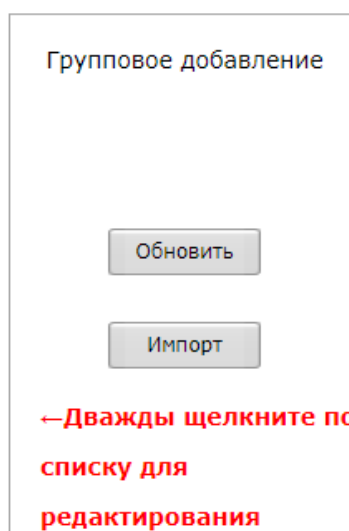 Групповое добавление
Обновить
Импорт
←Дважды щелкните по
списку для
редактирования